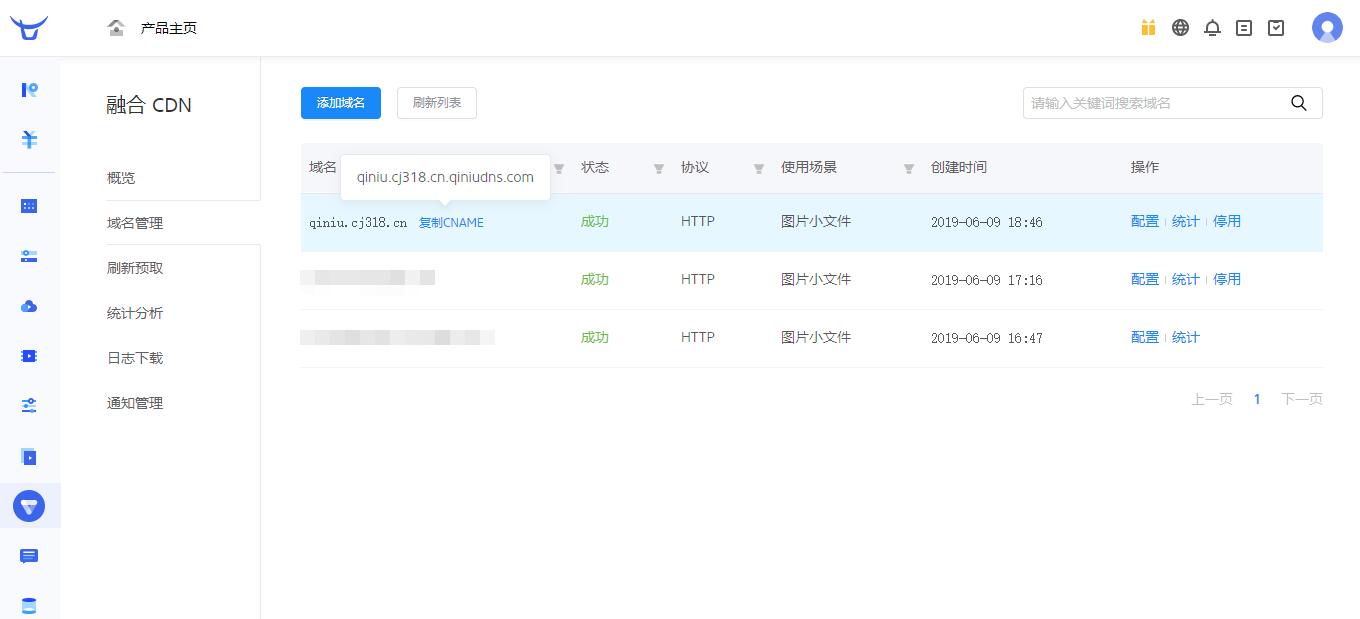 产品主页
融合 CDN
概览
域名管理
刷新预取
统计分析
日志下载
通知管理
添加域名 刷新列表 请输入关键词搜索域名
域名 状态 协议 使用场景 创建时间 操作
qiniu.cj318.cn.qiniudns.com
qiniu.cj318.cn 复制CNAME 成功 HTTP 图片小文件 2019-06-09 18:46 配置 统计 停用
成功 HTTP 图片小文件 2019-06-09 17:16 配置 统计 停用
成功 HTTP 图片小文件 2019-06-09 16:47 配置 统计
上一页 1 下一页